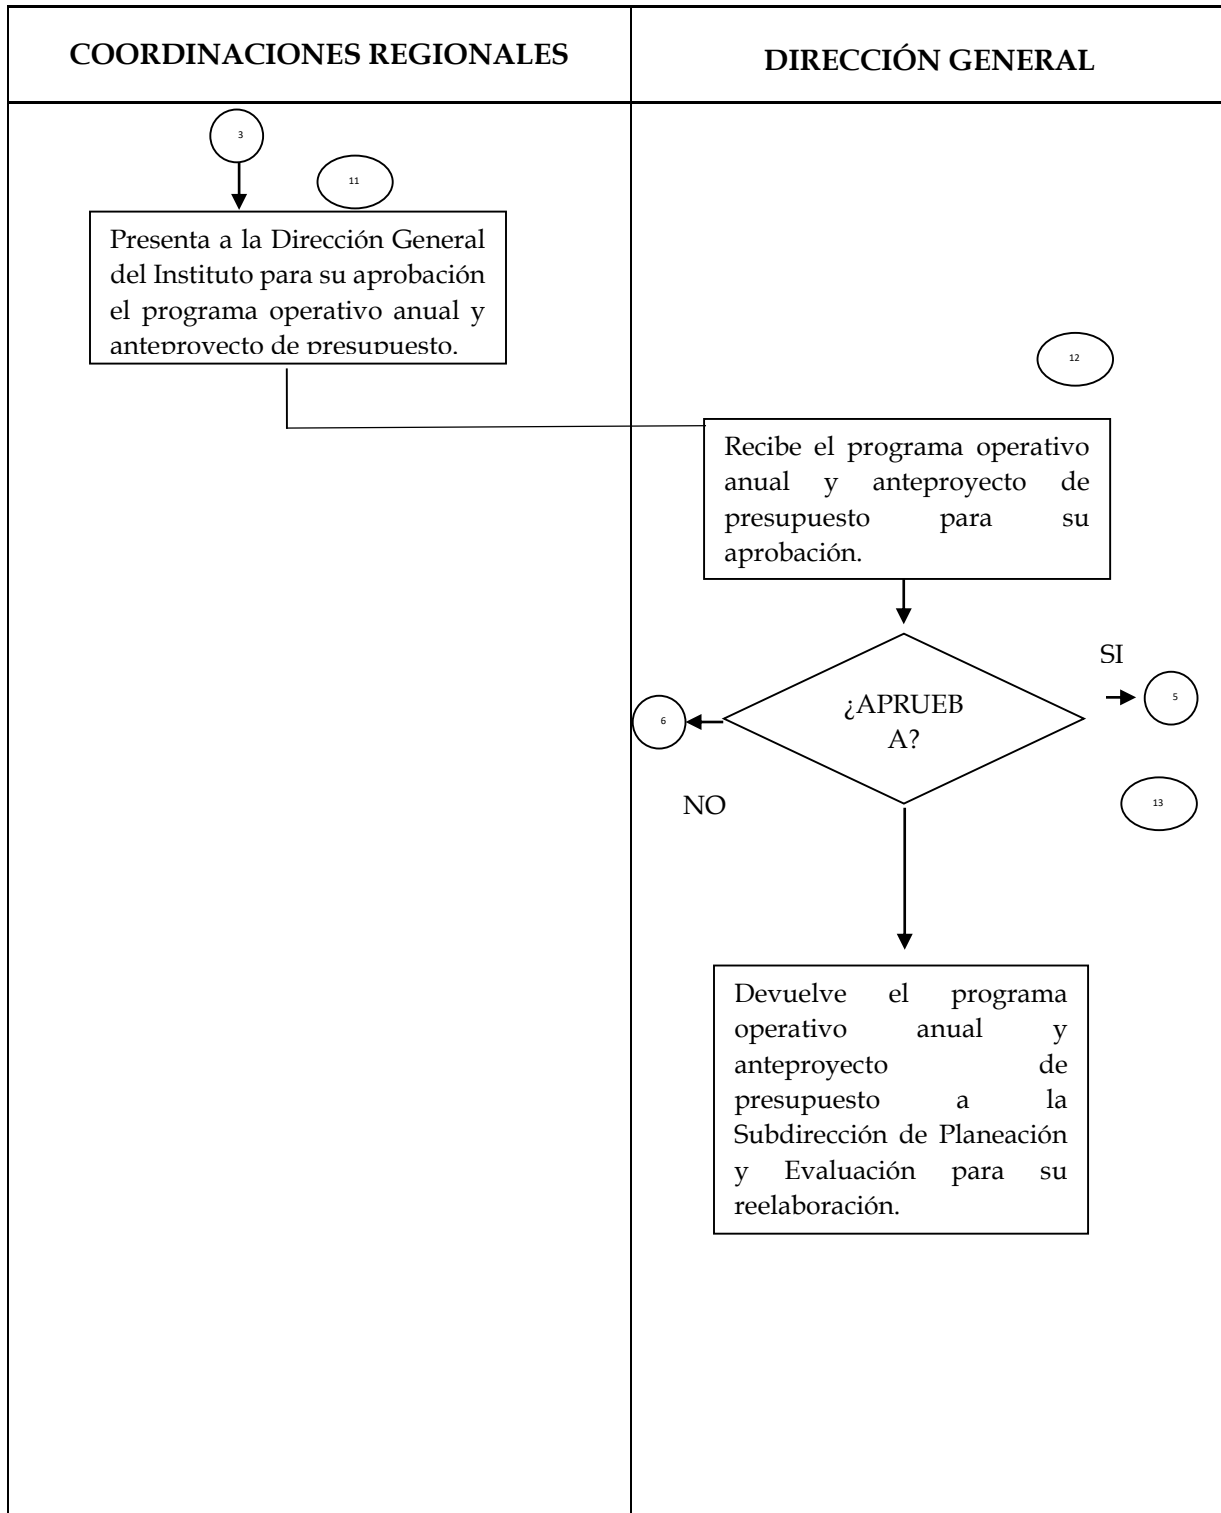 COORDINACIONES REGIONALES
DIRECCIÓN GENERAL
3
11
Presenta a la Dirección General
del Instituto para su aprobación
el programa operativo anual y
anteproyecto de presupuesto.
12
Recibe el programa operativo
anual y anteproyecto de
presupuesto para su
aprobación.
SI
¿APRUEB
A?
5
6
NO
13
Devuelve el programa
operativo anual y
anteproyecto de
presupuesto a la
Subdirección de Planeación
y Evaluación para su
reelaboración.